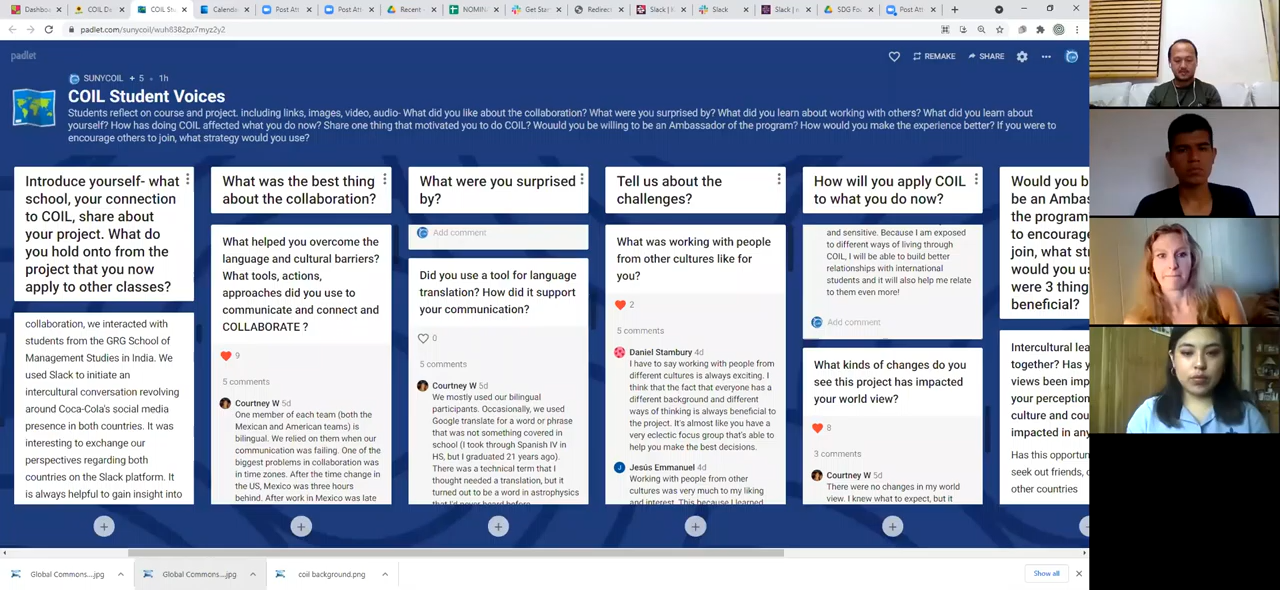 Dashbo
COIL De
COIL Stu
Calenda
Post Att
Post Att
Recent
NOMIN
Get Star
Redirec
Slack |
Slack
Slack | w
SDG Foc
Post Att
padlet.com/sunycoil/wuh8382px7myz2y2
padlet
REMAKE
SHARE
SUNYCOIL + 5 • 1h
COIL Student Voices
Students reflect on course and project. including links, images, video, audio- What did you like about the collaboration? What were you surprised by? What did you learn about working with others? What did you learn about
yourself? How has doing COIL affected what you do now? Share one thing that motivated you to do COIL? Wouuld you be willing to be an Ambassador of the program? How would you make the experience better? If you were to
encourage others to join, what strategy would you use?
Introduce yourself- what
school, your connection
to COIL, share about
your project. What do
you hold onto from the
project that you now
apply to other classes?
collaboration, we interacted with
students from the GRG School of
Management Studies in India. We
used Slack to initiate an
intercultural conversation revolving
around Coca-Cola's social media
presence in both countries. It was
interesting to exchange our
perspectives regarding both
countries on the Slack platform. It
is always helpful to gain insight into
What was the best thing
about the collaboration?
What helped you overcome the
language and cultural barriers?
What tools, actions,
approaches did you use to
communicate and connect and
COLLABORATE ?
9
5 comments
Courtney W 5d
One member of each team (both the
Mexican and American teams) is
bilingual. We relied on them when our
communication was failing. One of the
biggest problems in collaboration was
in time zones. After the time change in
the US, Mexico was three hours
behind. After work in Mexico was late
What were you surprised
by?
Add comment
Did you use a tool for language
translation? How did it support
your communication?
0
5 comments
Courtney W 5d
We mostly used our bilingual
participants. Occasionally, we used
Google translate for a word or phrase
that was not something covered in
school (I took through Spanish IV in
HS, but I graduated 21 years ago).
There was a technical term that I
thought needed a translation, but it
turned out to be a word in astrophysics
that I'd never heard before
Tell us about the
challenges?
What was working with people
from other cultures like for
you?
2
5 comments
Daniel Stambury 4d
I have to say working with people from
different cultures is always exciting. I
think that the fact that everyone has a
different background and different
ways of thinking is always beneficial to
the project. It's almost like you have a
very eclectic focus group that's able to
help you make the best decisions.
Jesús Emmanuel 4d
Working with people from other
cultures was very much to my liking
and interest. This because I learned
How will you apply COIL
to what you do now?
and sensitive. Because I am exposed
to different ways of living through
COIL, I will be able to build better
relationships with international
students and it will also help me relate
to them even more!
Add comment
What kinds of changes do you
see this project has impacted
your world view?
8
3 comments
Courtney W 5d
There were no changes in my world
view. I knew what to expect, but it
Would you b
be an Ambas
the program
to encourage
join, what str
would you us
were 3 thing
beneficial?
Intercultural lea
together? Has y
views been imp
your perception
culture and cou
impacted in any
Has this opportun
seek out friends, c
other countries
Global Commons....jpg
Global Commons....jpg
coil background.png
Show all